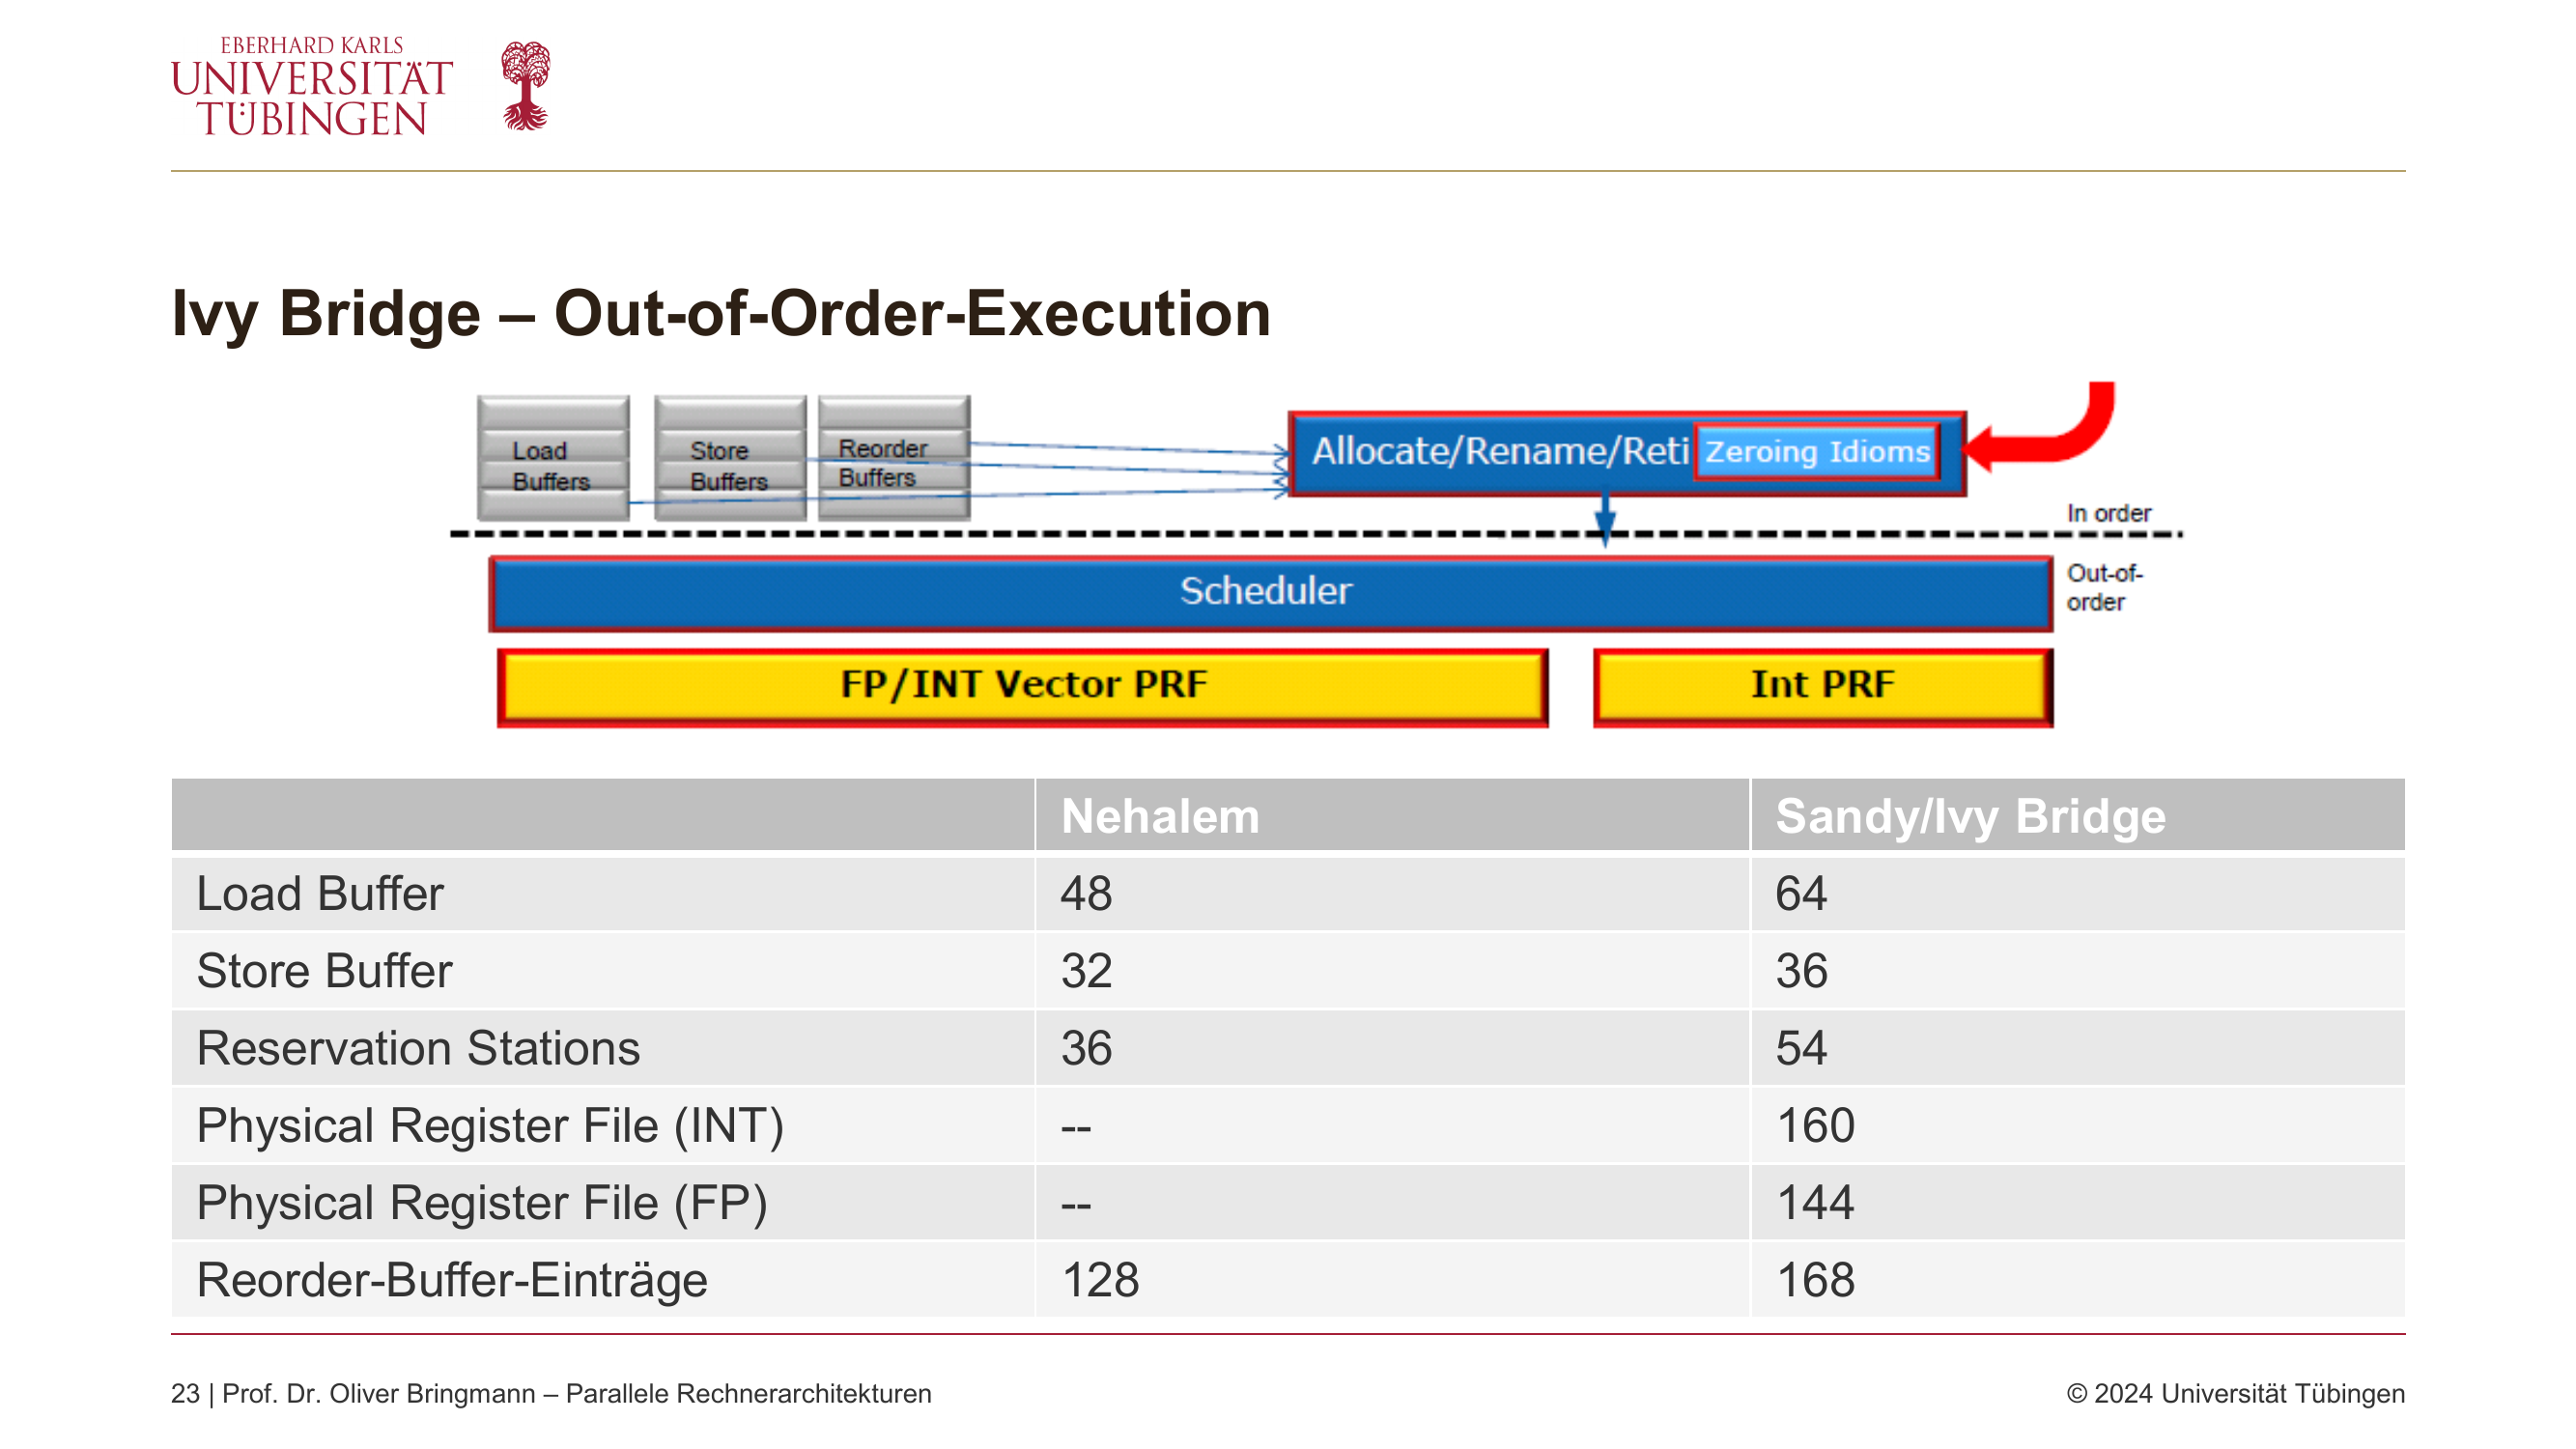 EBERHARD KARLS
UNIVERSITÄT
TÜBINGEN
Ivy Bridge – Out-of-Order-Execution
Load
Buffers
Store
Buffers
Reorder
Buffers
Allocate/Rename/Reti
Zeroing Idioms
In order
Out-of-
order
Scheduler
FP/INT Vector PRF
Int PRF
Nehalem Sandy/Ivy Bridge
Load Buffer 48 64
Store Buffer 32 36
Reservation Stations 36 54
Physical Register File (INT) -- 160
Physical Register File (FP) -- 144
Reorder-Buffer-Einträge 128 168
23 | Prof. Dr. Oliver Bringmann – Parallele Rechnerarchitekturen
© 2024 Universität Tübingen